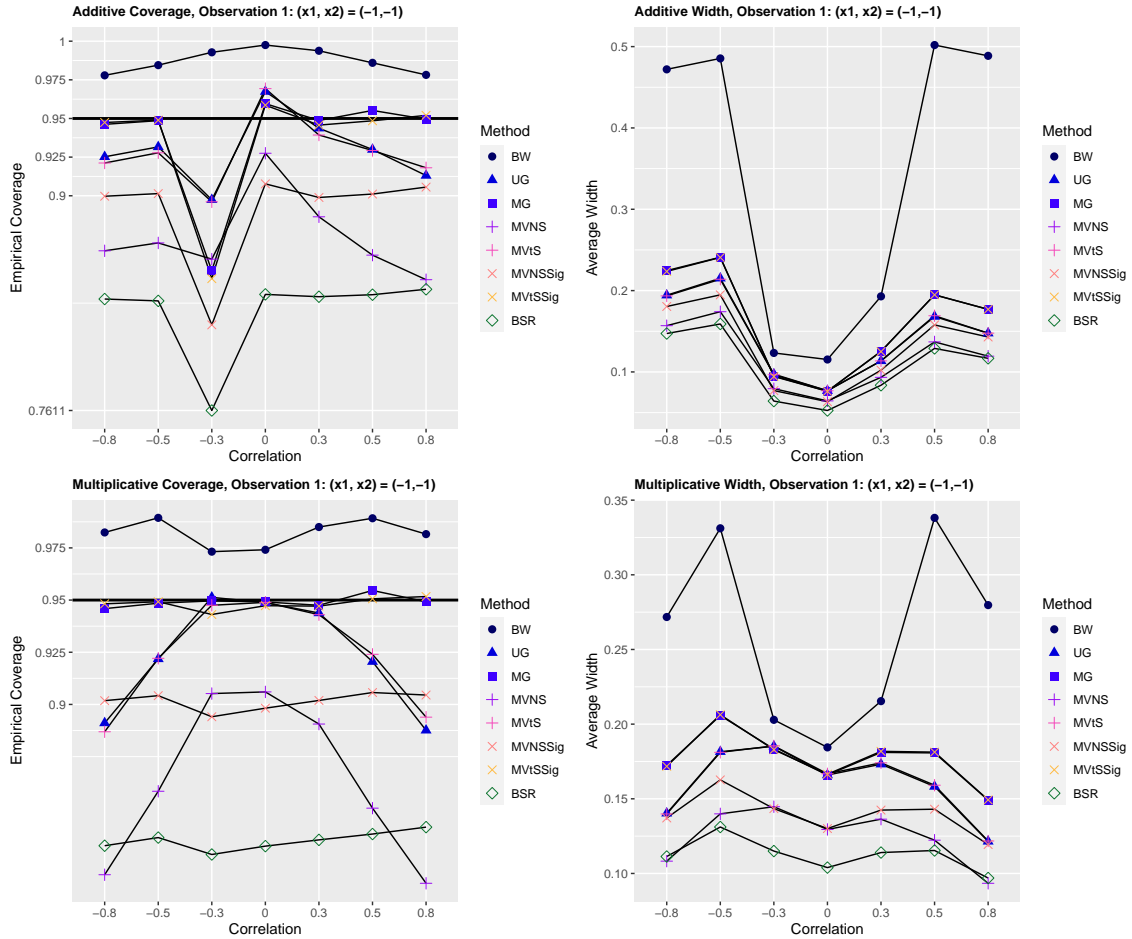 Additive Coverage, Observation 1: (x1, x2) = (−1,−1)
1
0.975
0.95
0.925
0.9
0.7611
Empirical Coverage
−0.8 −0.5 −0.3 0 0.3 0.5 0.8
Correlation
Method
BW
UG
MG
MVNS
MVtS
MVNSSig
MVtSSig
BSR
Additive Width, Observation 1: (x1, x2) = (−1,−1)
0.5
0.4
0.3
0.2
0.1
Average Width
−0.8 −0.5 −0.3 0 0.3 0.5 0.8
Correlation
Method
BW
UG
MG
MVNS
MVtS
MVNSSig
MVtSSig
BSR
Multiplicative Coverage, Observation 1: (x1, x2) = (−1,−1)
0.975
0.95
0.925
0.9
Empirical Coverage
−0.8 −0.5 −0.3 0 0.3 0.5 0.8
Correlation
Method
BW
UG
MG
MVNS
MVtS
MVNSSig
MVtSSig
BSR
Multiplicative Width, Observation 1: (x1, x2) = (−1,−1)
0.35
0.30
0.25
0.20
0.15
0.10
Average Width
−0.8 −0.5 −0.3 0 0.3 0.5 0.8
Correlation
Method
BW
UG
MG
MVNS
MVtS
MVNSSig
MVtSSig
BSR